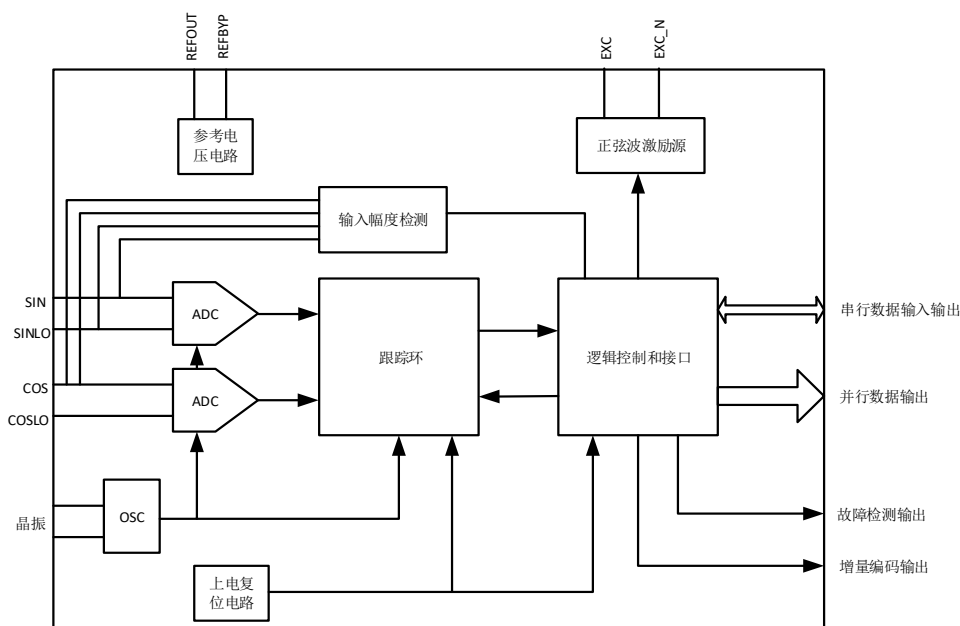 REFOUT
REFBYP
EXC
EXC_N
参考电
压电路
正弦波激励源
输入幅度检测
SIN
ADC
SINLO
跟踪环
逻辑控制和接口
串行数据输入输出
COS
ADC
COSLO
并行数据输出
晶振
OSC
故障检测输出
上电复
位电路
增量编码输出